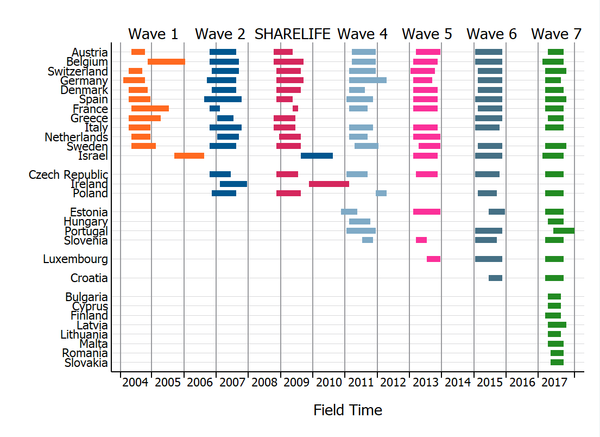 Wave 1 Wave 2 SHARELIFE Wave 4 Wave 5 Wave 6 Wave 7
Austria
Belgium
Switzerland
Germany
Denmark
Spain
France
Greece
Italy
Netherlands
Sweden
Israel
Czech Republic
Ireland
Poland
Estonia
Hungary
Portugal
Slovenia
Luxembourg
Croatia
Bulgaria
Cyprus
Finland
Latvia
Lithuania
Malta
Romania
Slovakia
2004 2005 2006 2007 2008 2009 2010 2011 2012 2013 2014 2015 2016 2017
Field Time